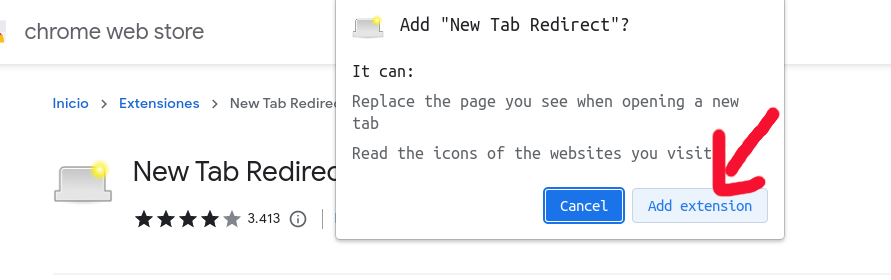 chrome web store
Add "New Tab Redirect"?
It can:
Replace the page you see when opening a new
tab
Read the icons of the websites you visit
Cancel
Add extension
Inicio > Extensiones > New Tab Redirec
New Tab Redirec
3.413